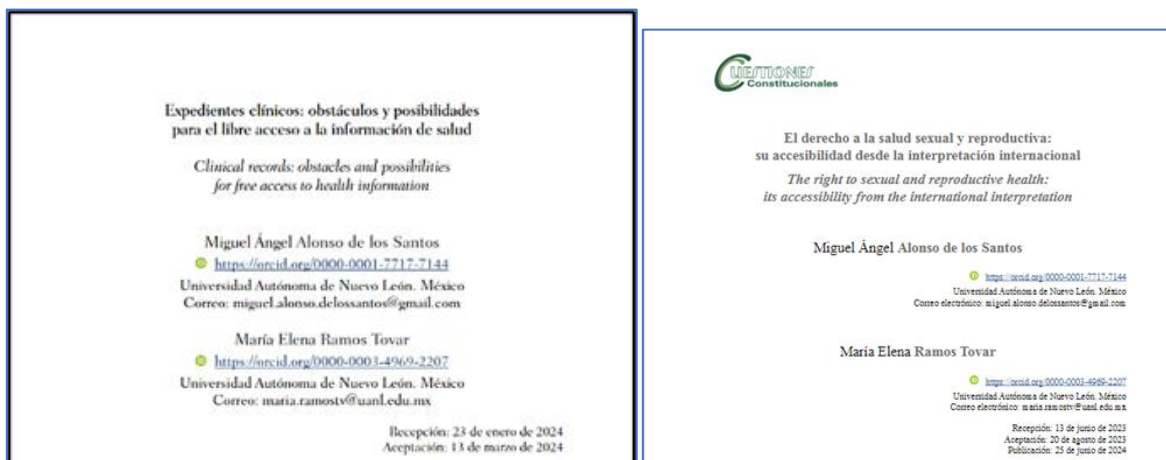 Expedientes clínicos: obstáculos y posibilidades
para el libre acceso a la información de salud
Clinical records: obstacles and possibilities
for free access to health information
Miguel Ángel Alonso de los Santos
https://orcid.org/0000-0001-7717-7144
Universidad Autónoma de Nuevo León. México
Correo: miguel.alonso.delossantos@gmail.com
María Elena Ramos Tovar
https://orcid.org/0000-0003-4969-2207
Universidad Autónoma de Nuevo León. México
Correo: maria.ramostv@uanl.edu.mx
Recepción: 23 de enero de 2024
Aceptación: 13 de marzo de 2024
CUESTIONES
Constitucionales
El derecho a la salud sexual y reproductiva:
su accesibilidad desde la interpretación internacional
The right to sexual and reproductive health:
its accessibility from the international interpretation
Miguel Ángel Alonso de los Santos
https://orcid.org/0000-0001-7717-7144
Universidad Autónoma de Nuevo León. México
Correo electrónico: miguel.alonso.delossantos@gmail.com
María Elena Ramos Tovar
https://orcid.org/0000-0003-4969-2207
Universidad Autónoma de Nuevo León. México
Correo electrónico: maria.ramostv@uanl.edu.mx
Recepción: 13 de junio de 2023
Aceptación: 20 de agosto de 2023
Publicación: 25 de junio de 2024